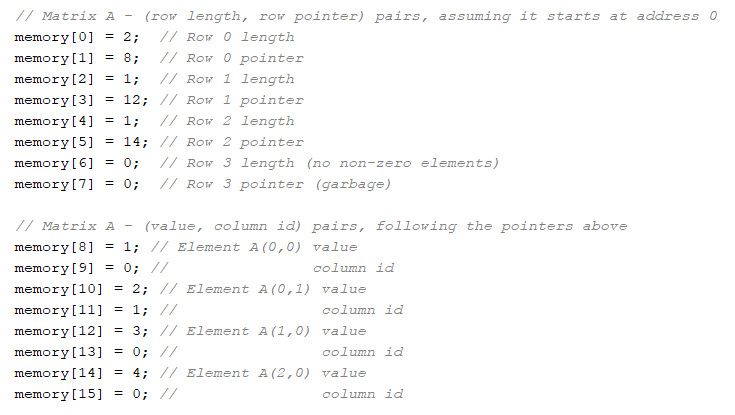 // Matrix A - (row length, row pointer) pairs, assuming it starts at address 0
memory[0] = 2;  // Row 0 length
memory[1] = 8;  // Row 0 pointer
memory[2] = 1;  // Row 1 length
memory[3] = 12; // Row 1 pointer
memory[4] = 1;  // Row 2 length
memory[5] = 14; // Row 2 pointer
memory[6] = 0;  // Row 3 length (no non-zero elements)
memory[7] = 0;  // Row 3 pointer (garbage)

// Matrix A - (value, column id) pairs, following the pointers above
memory[8] = 1; // Element A(0,0) value
memory[9] = 0; //                column id
memory[10] = 2; // Element A(0,1) value
memory[11] = 1; //                column id
memory[12] = 3; // Element A(1,0) value
memory[13] = 0; //                column id
memory[14] = 4; // Element A(2,0) value
memory[15] = 0; //                column id